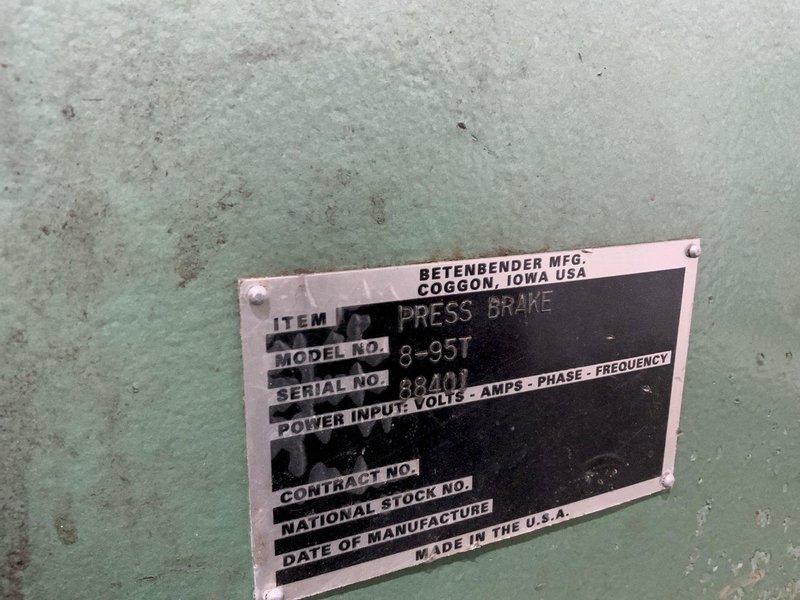 BETENBENDER MFG.
COGGON, IOWA USA
ITEM PRESS BRAKE
MODEL NO. 8-95T
SERIAL NO. 88401
POWER INPUT: VOLTS - AMPS - PHASE - FREQUENCY
CONTRACT NO.
NATIONAL STOCK NO.
DATE OF MANUFACTURE
MADE IN THE U.S.A.